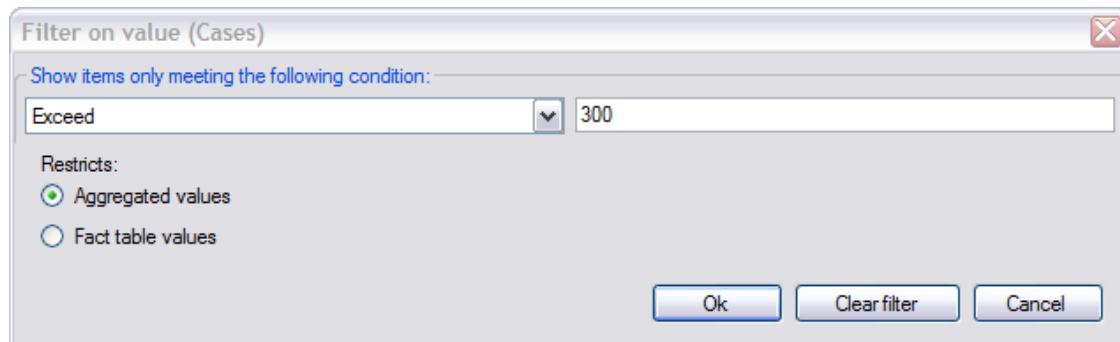 Filter on value (Cases)
Show items only meeting the following condition:
Exceed 300
Restricts:
Aggregated values
Fact table values
Ok Clear filter Cancel